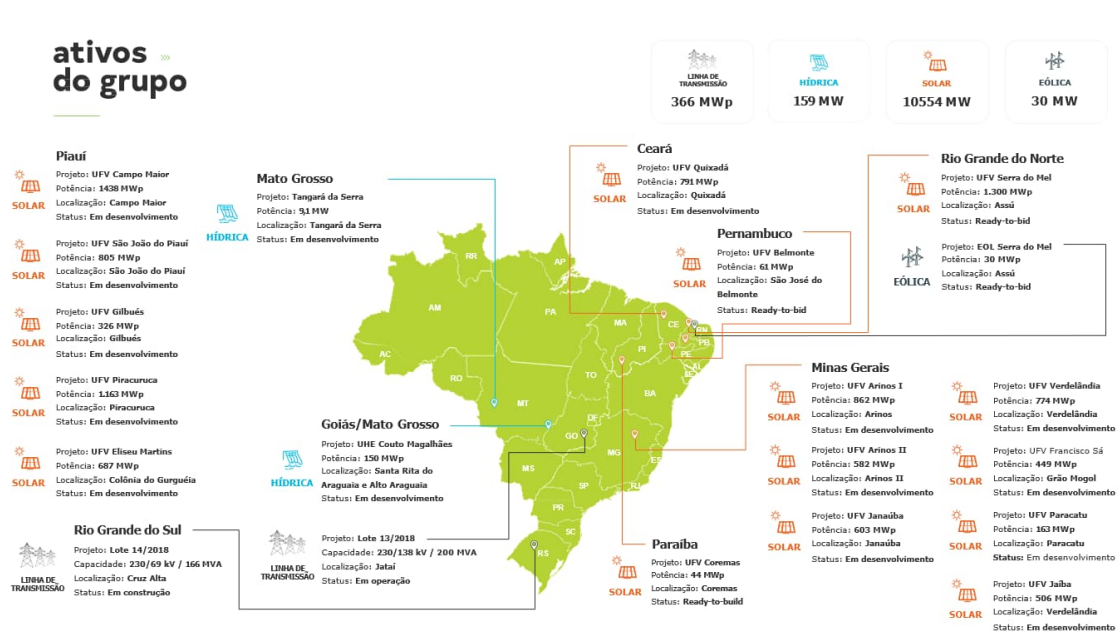 ativos
do grupo
LINHA DE
TRANSMISSÃO
366 MWp
HÍDRICA
159 MW
SOLAR
10554 MW
EÓLICA
30 MW
Piauí
SOLAR
Projeto: UFV Campo Maior
Potência: 1438 MWp
Localização: Campo Maior
Status: Em desenvolvimento
SOLAR
Projeto: UFV São João do Piauí
Potência: 805 MWp
Localização: São João do Piauí
Status: Em desenvolvimento
SOLAR
Projeto: UFV Gilbués
Potência: 326 MWp
Localização: Gilbués
Status: Em desenvolvimento
SOLAR
Projeto: UFV Piracuruca
Potência: 1.163 MWp
Localização: Piracuruca
Status: Em desenvolvimento
SOLAR
Projeto: UFV Eliseu Martins
Potência: 687 MWp
Localização: Colônia do Gurguéia
Status: Em desenvolvimento
Mato Grosso
HÍDRICA
Projeto: Tangará da Serra
Potência: 9,1 MW
Localização: Tangará da Serra
Status: Em desenvolvimento
Ceará
SOLAR
Projeto: UFV Quixadá
Potência: 791 MWp
Localização: Quixadá
Status: Em desenvolvimento
Pernambuco
SOLAR
Projeto: UFV Belmonte
Potência: 61 MWp
Localização: São José do
Belmonte
Status: Ready-to-bid
Rio Grande do Norte
SOLAR
Projeto: UFV Serra do Mel
Potência: 1.300 MWp
Localização: Assú
Status: Ready-to-bid
EÓLICA
Projeto: EOL Serra do Mel
Potência: 30 MWp
Localização: Assú
Status: Ready-to-bid
RR
AP
AM
PA
MA
CE
RN
PB
PI
PE
AL
SE
AC
RO
TO
BA
MT
DF
GO
MG
ES
MS
SP
RJ
PR
SC
RS
Goiás/Mato Grosso
HÍDRICA
Projeto: UHE Couto Magalhães
Potência: 150 MWp
Localização: Santa Rita do
Araguaia e Alto Araguaia
Status: Em desenvolvimento
LINHA DE
TRANSMISSÃO
Projeto: Lote 13/2018
Capacidade: 230/138 kV / 200 MVA
Localização: Jataí
Status: Em operação
Rio Grande do Sul
LINHA DE
TRANSMISSÃO
Projeto: Lote 14/2018
Capacidade: 230/69 kV / 166 MVA
Localização: Cruz Alta
Status: Em construção
Paraíba
SOLAR
Projeto: UFV Coremas
Potência: 44 MWp
Localização: Coremas
Status: Ready-to-build
Minas Gerais
SOLAR
Projeto: UFV Arinos I
Potência: 862 MWp
Localização: Arinos
Status: Em desenvolvimento
SOLAR
Projeto: UFV Arinos II
Potência: 582 MWp
Localização: Arinos II
Status: Em desenvolvimento
SOLAR
Projeto: UFV Janaúba
Potência: 603 MWp
Localização: Janaúba
Status: Em desenvolvimento
SOLAR
Projeto: UFV Verdelândia
Potência: 774 MWp
Localização: Verdelândia
Status: Em desenvolvimento
SOLAR
Projeto: UFV Francisco Sá
Potência: 449 MWp
Localização: Grão Mogol
Status: Em desenvolvimento
SOLAR
Projeto: UFV Paracatu
Potência: 163 MWp
Localização: Paracatu
Status: Em desenvolvimento
SOLAR
Projeto: UFV Jaíba
Potência: 506 MWp
Localização: Verdelândia
Status: Em desenvolvimento